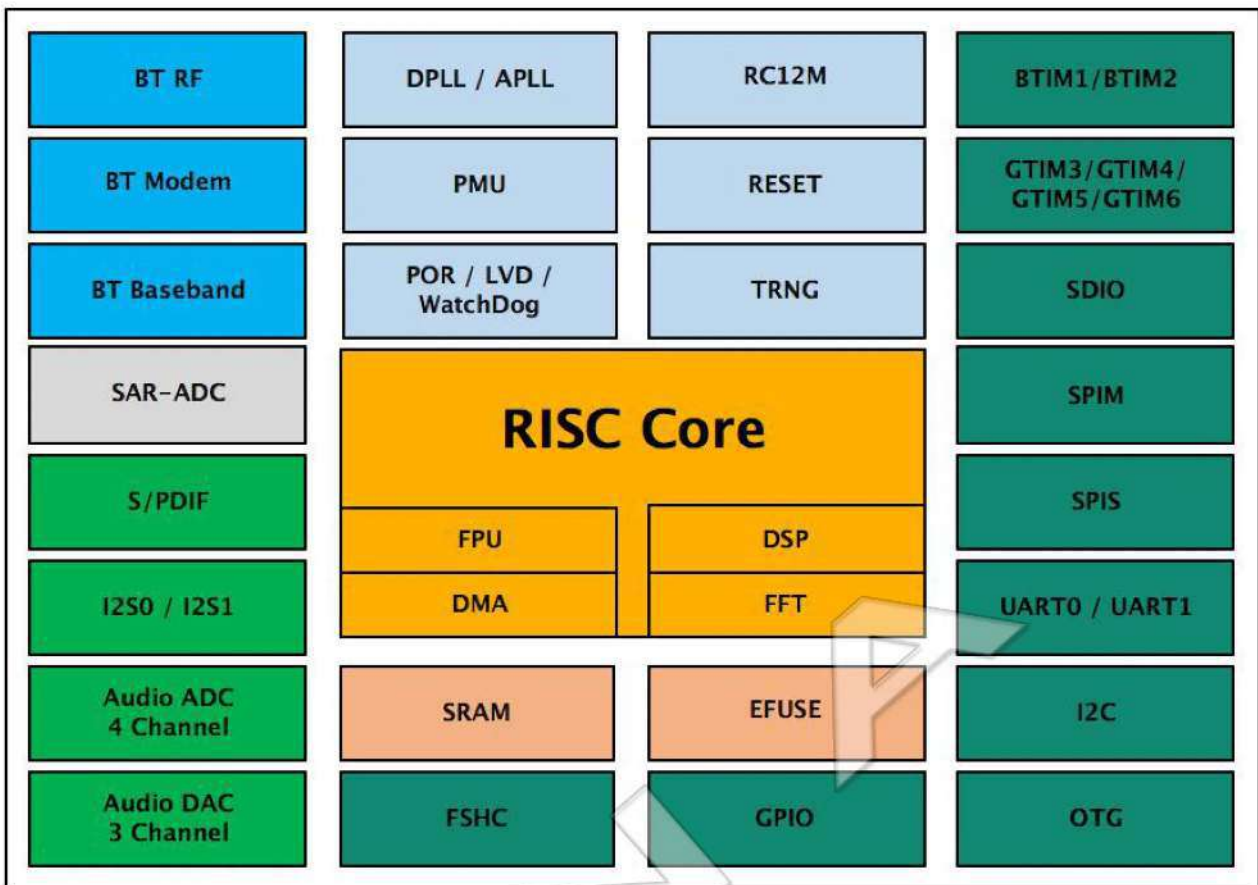 BT RF
DPLL / APLL
RC12M
BTIM1/BTIM2
BT Modem
PMU
RESET
GTIM3/GTIM4/
GTIM5/GTIM6
BT Baseband
POR / LVD /
WatchDog
TRNG
SDIO
SAR-ADC
RISC Core
SPIM
S/PDIF
FPU
DSP
SPIS
I2S0 / I2S1
DMA
FFT
UART0 / UART1
Audio ADC
4 Channel
SRAM
EFUSE
I2C
Audio DAC
3 Channel
FSHC
GPIO
OTG